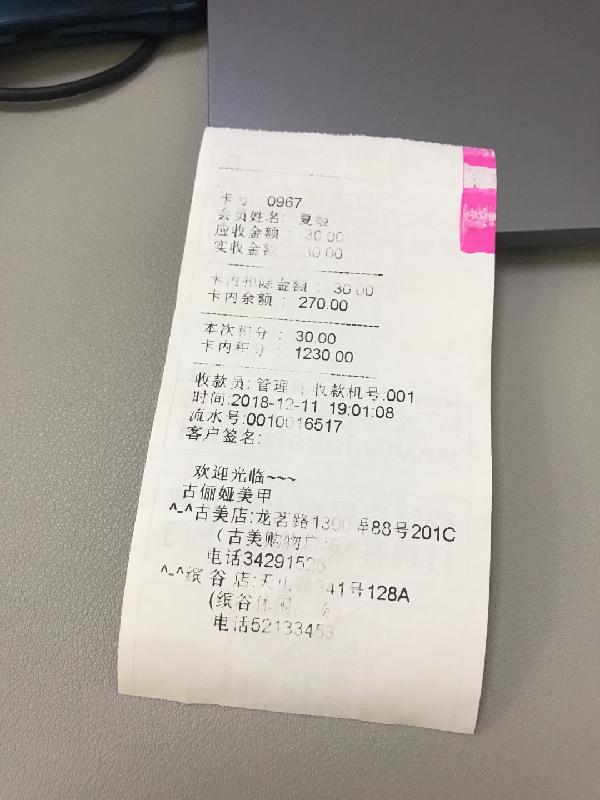 卡号: 0967
会员姓名: 夏姬
应收金额: 30.00
实收金额: 30.00
卡内扣除金额: 30.00
卡内余额: 270.00
本次积分: 30.00
卡内积分: 1230.00
收款员:管理员 收款机号:001
时间:2018-12-11 19:01:08
流水号:0010016517
客户签名:
欢迎光临~~~
古俪娅美甲
^-^古美店:龙茗路1300弄88号201C
(古美购物广
电话34291525
^-^缤谷店:天山 341号128A
(缤谷休闲广场
电话52133453